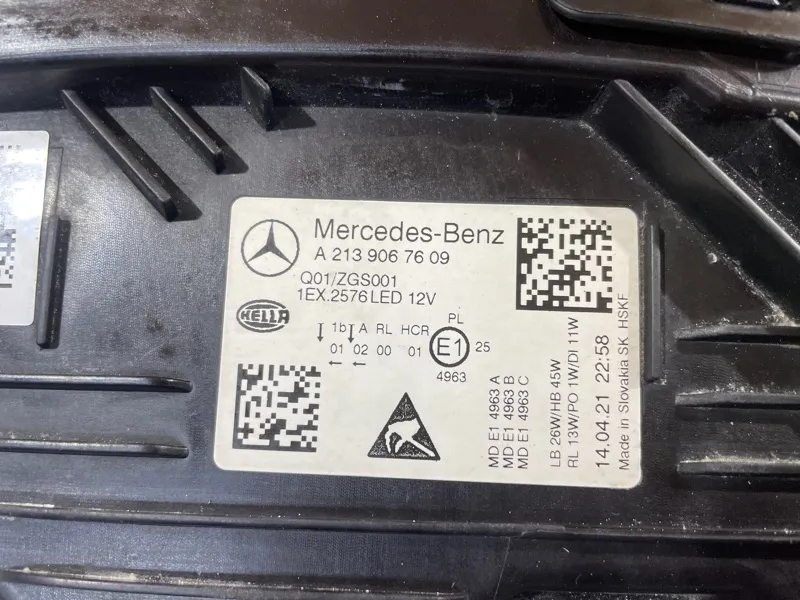 Mercedes-Benz
A 213 906 76 09
Q01/ZGS001
1EX.2576 LED 12V
HELLA
1b A RL HCR PL
01 02 00 01 E1 25
4963
MD E1 4963 A
MD E1 4963 B
MD E1 4963 C
LB 26W/HB 45W
RL 13W/PO 1W/DI 11W
14.04.21 22:58
Made in Slovakia SK HSKF